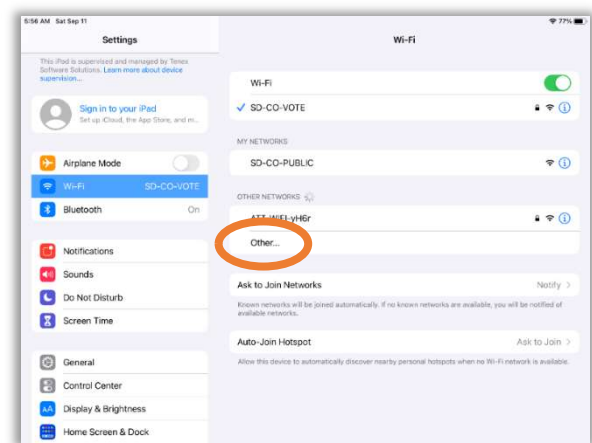 5:56 AM Sat Sep 11
77%
Settings
This iPad is supervised and managed by Tenex
Software Solutions. Learn more about device
supervision...
Sign in to your iPad
Set up iCloud, the App Store, and m...
Airplane Mode
Wi-Fi SD-CO-VOTE
Bluetooth On
Notifications
Sounds
Do Not Disturb
Screen Time
General
Control Center
AA Display & Brightness
Home Screen & Dock
Wi-Fi
Wi-Fi
SD-CO-VOTE
MY NETWORKS
SD-CO-PUBLIC
OTHER NETWORKS
ATT-WIFI-yH6r
Other...
Ask to Join Networks Notify
Known networks will be joined automatically. If no known networks are available, you will be notified of
available networks.
Auto-Join Hotspot Ask to Join
Allow this device to automatically discover nearby personal hotspots when no Wi-Fi network is available.